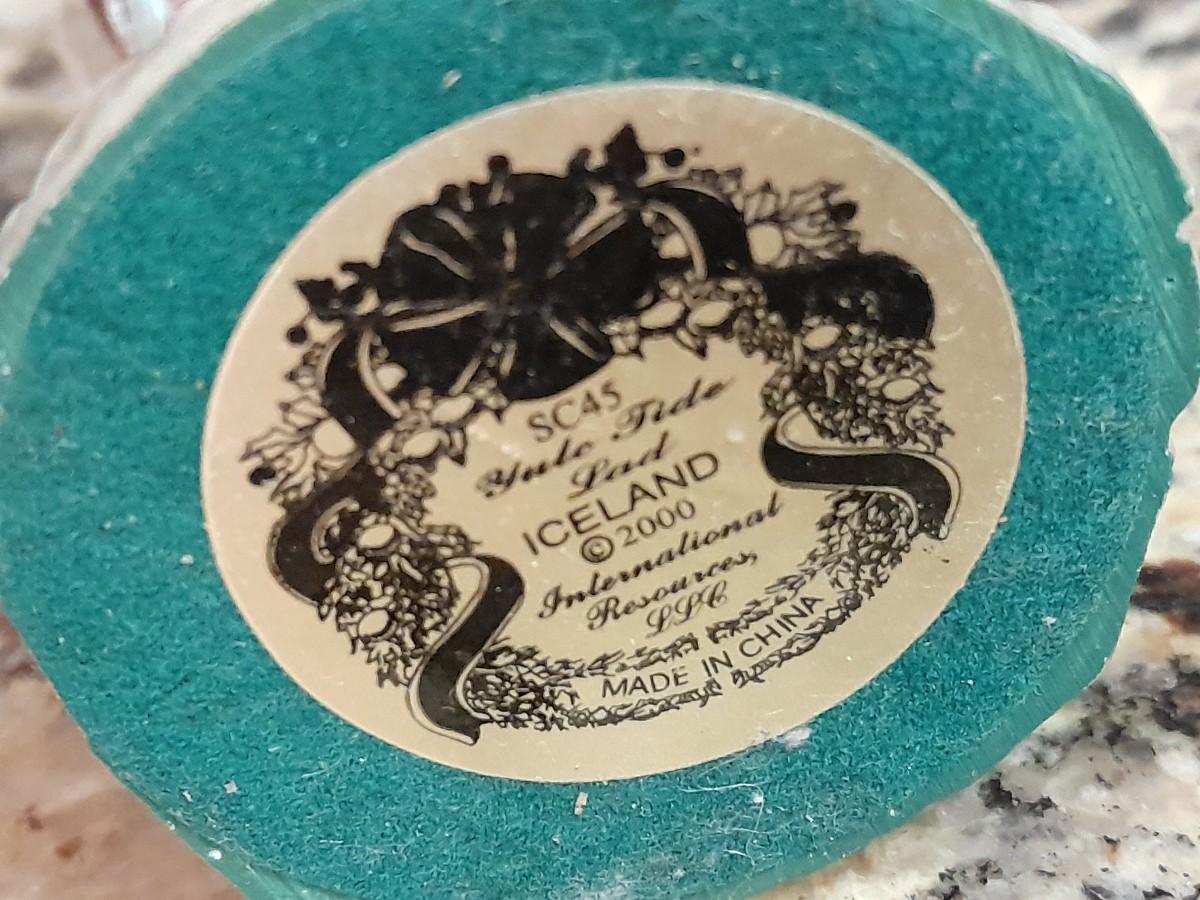 SC45
Yule Tide
Lad
ICELAND
©2000
International
Resources,
LLC
MADE IN CHINA